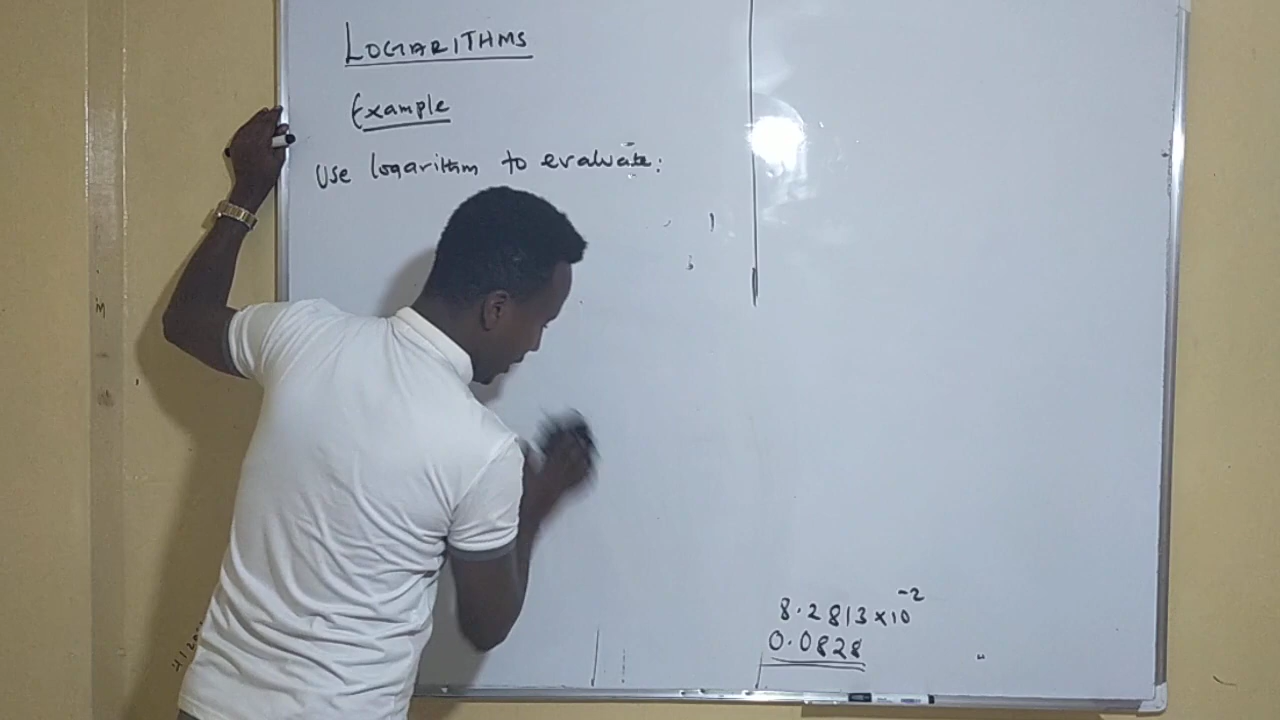 LOGARITHMS
Example
Use logarithm to evaluate:
8.2813 × 10⁻²
0.0828